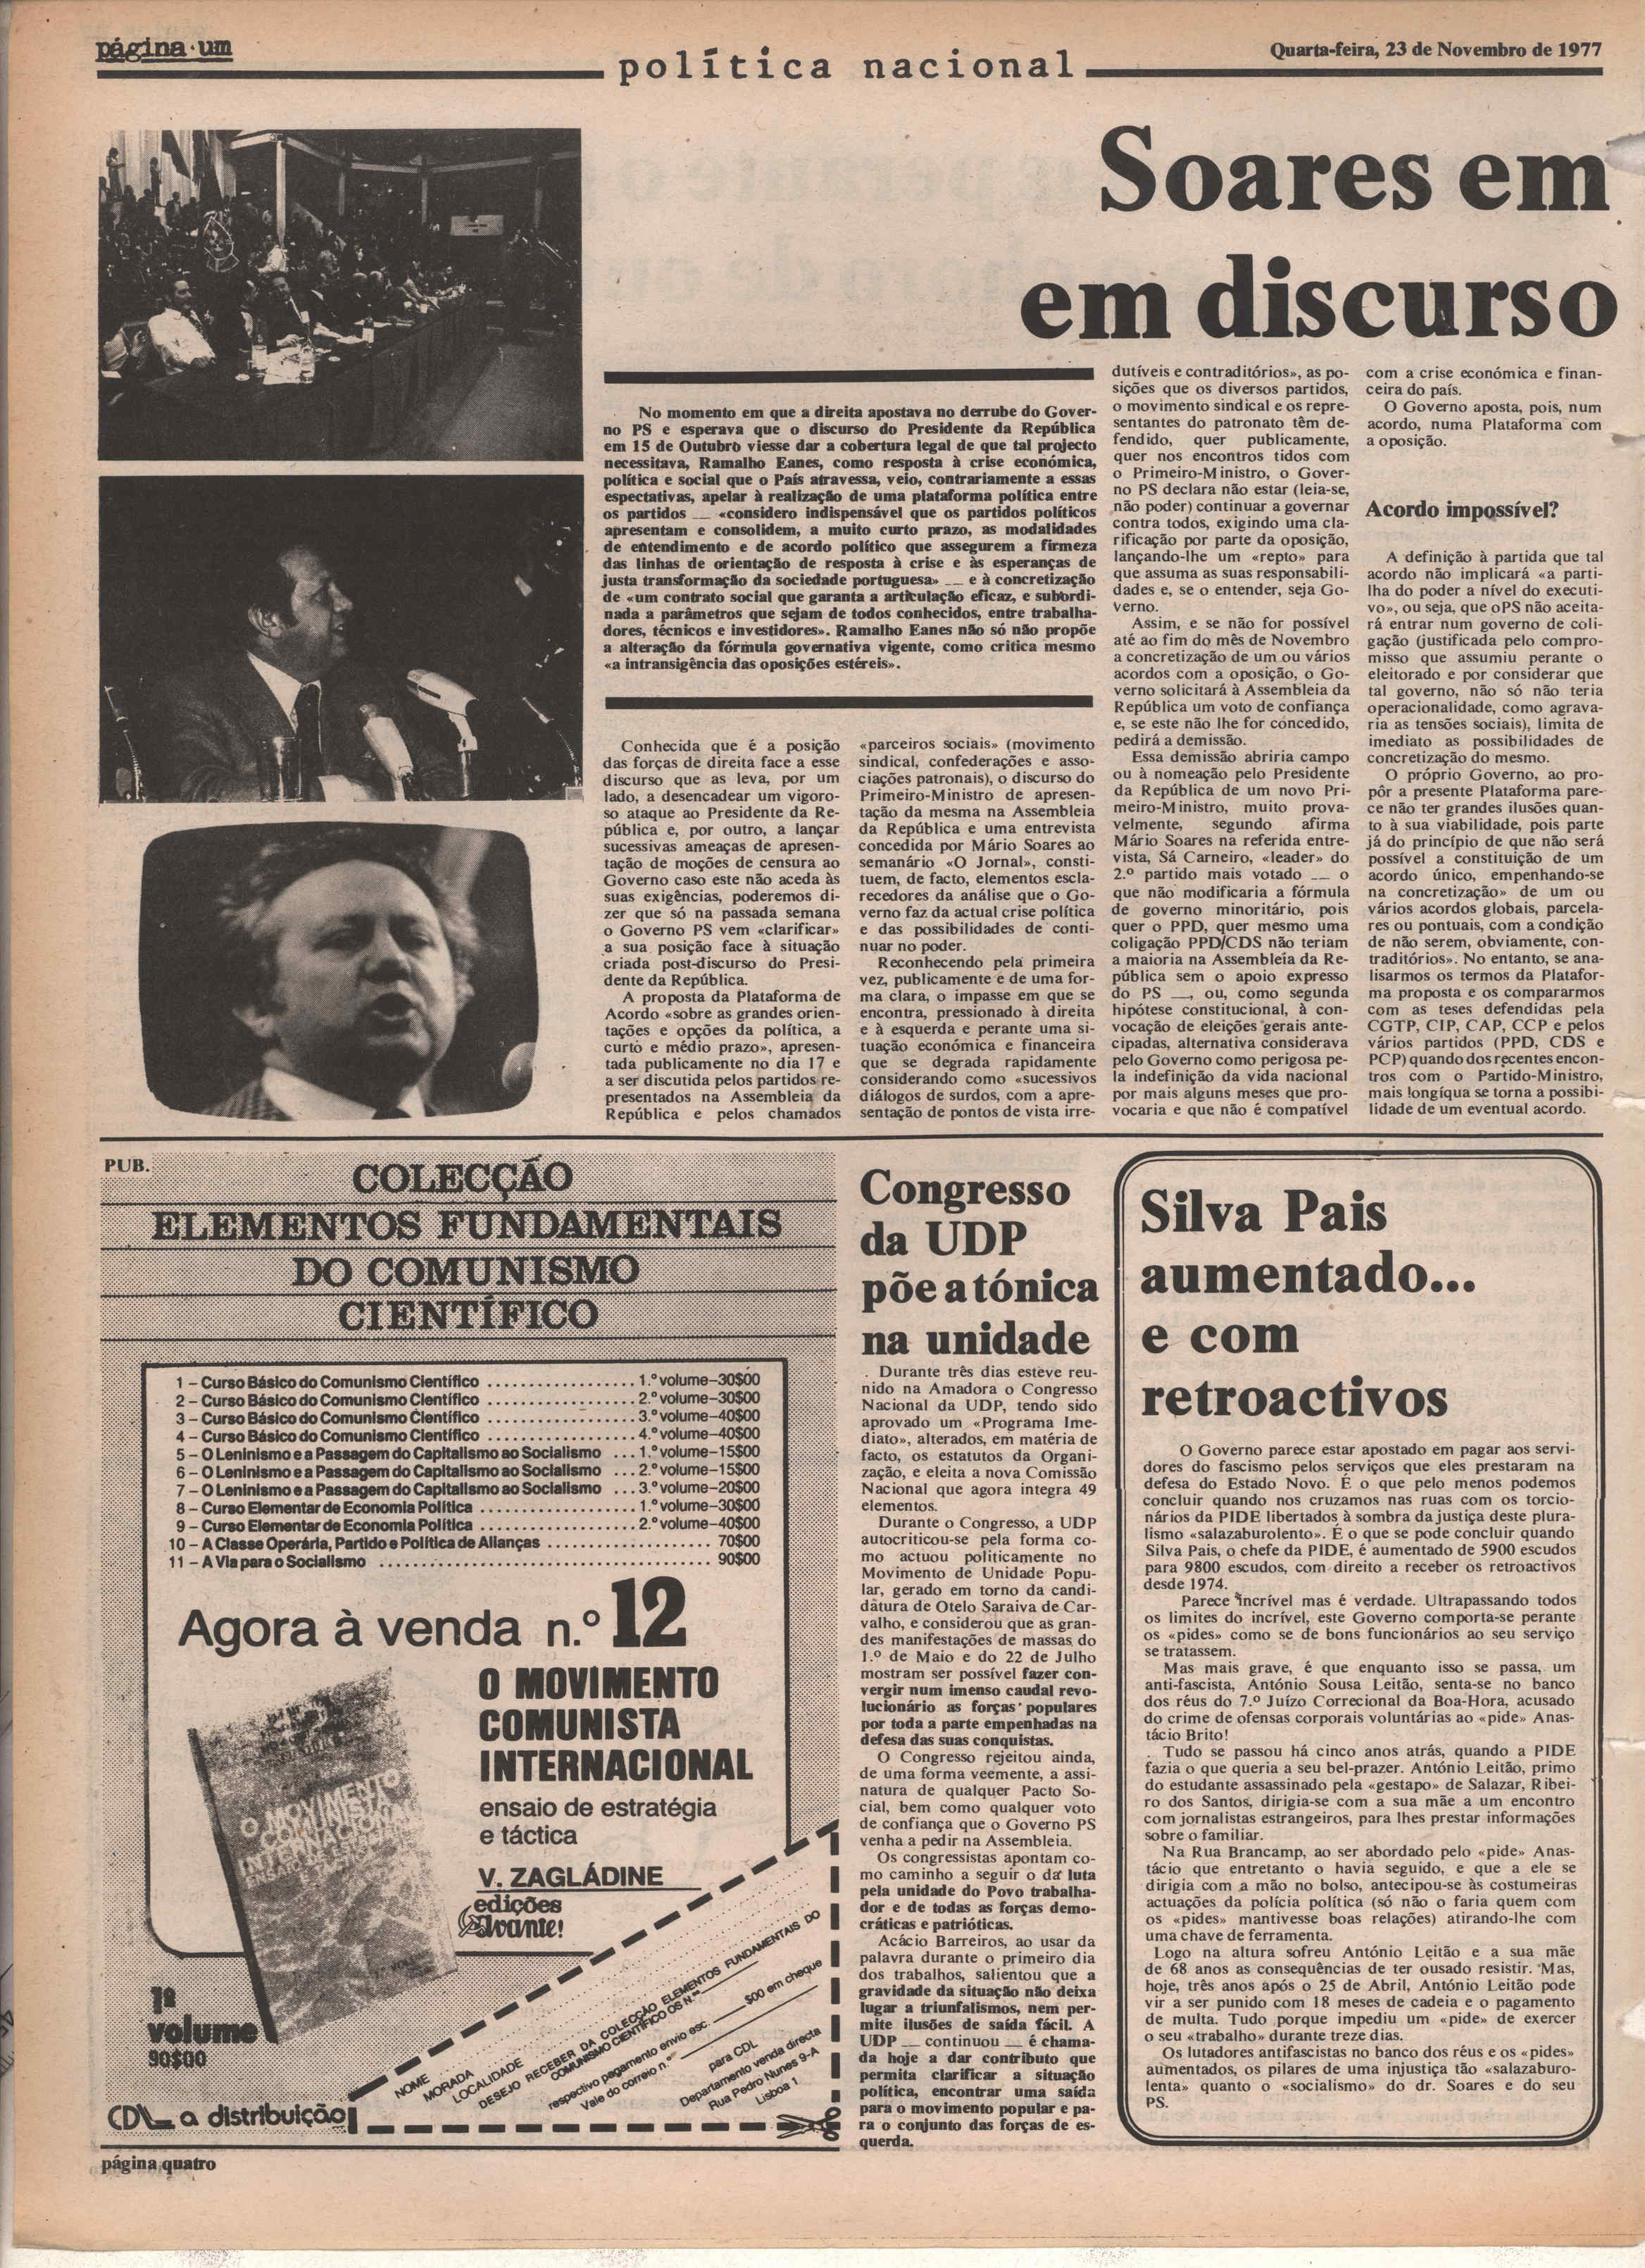 página·um
política nacional
Quarta-feira, 23 de Novembro de 1977
Soares em
em discurso
No momento em que a direita apostava no derrube do Gover-
no PS e esperava que o discurso do Presidente da República
em 15 de Outubro viesse dar a cobertura legal de que tal projecto
necessitava, Ramalho Eanes, como resposta à crise económica,
política e social que o País atravessa, veio, contrariamente a essas
espectativas, apelar à realização de uma plataforma política entre
os partidos — «considero indispensável que os partidos políticos
apresentam e consolidem, a muito curto prazo, as modalidades
de entendimento e de acordo político que assegurem a firmeza
das linhas de orientação de resposta à crise e às esperanças de
justa transformação da sociedade portuguesa» — e à concretização
de «um contrato social que garanta a articulação eficaz, e subordi-
nada a parâmetros que sejam de todos conhecidos, entre trabalha-
dores, técnicos e investidores». Ramalho Eanes não só não propõe
a alteração da fórmula governativa vigente, como critica mesmo
«a intransigência das oposições estéreis».
Conhecida que é a posição
das forças de direita face a esse
discurso que as leva, por um
lado, a desencadear um vigoro-
so ataque ao Presidente da Re-
pública e, por outro, a lançar
sucessivas ameaças de apresen-
tação de moções de censura ao
Governo caso este não aceda às
suas exigências, poderemos di-
zer que só na passada semana
o Governo PS vem «clarificar»
a sua posição face à situação
criada post-discurso do Presi-
dente da República.
A proposta da Plataforma de
Acordo «sobre as grandes orien-
tações e opções da política, a
curto e médio prazo», apresen-
tada publicamente no dia 17 e
a ser discutida pelos partidos re-
presentados na Assembleia da
República e pelos chamados
«parceiros sociais» (movimento
sindical, confederações e asso-
ciações patronais), o discurso do
Primeiro-Ministro de apresen-
tação da mesma na Assembleia
da República e uma entrevista
concedida por Mário Soares ao
semanário «O Jornal», consti-
tuem, de facto, elementos escla-
recedores da análise que o Go-
verno faz da actual crise política
e das possibilidades de conti-
nuar no poder.
Reconhecendo pela primeira
vez, publicamente e de uma for-
ma clara, o impasse em que se
encontra, pressionado à direita
e à esquerda e perante uma si-
tuação económica e financeira
que se degrada rapidamente
considerando como «sucessivos
diálogos de surdos, com a apre-
sentação de pontos de vista irre-
dutíveis e contraditórios», as po-
sições que os diversos partidos,
o movimento sindical e os repre-
sentantes do patronato têm de-
fendido, quer publicamente,
quer nos encontros tidos com
o Primeiro-Ministro, o Gover-
no PS declara não estar (leia-se,
não poder) continuar a governar
contra todos, exigindo uma cla-
rificação por parte da oposição,
lançando-lhe um «repto» para
que assuma as suas responsabili-
dades e, se o entender, seja Go-
verno.
Assim, e se não for possível
até ao fim do mês de Novembro
a concretização de um ou vários
acordos com a oposição, o Go-
verno solicitará à Assembleia da
República um voto de confiança
e, se este não lhe for concedido,
pedirá a demissão.
Essa demissão abriria campo
ou à nomeação pelo Presidente
da República de um novo Pri-
meiro-Ministro, muito prova-
velmente, segundo afirma
Mário Soares na referida entre-
vista, Sá Carneiro, «leader» do
2.º partido mais votado — o
que não modificaria a fórmula
de governo minoritário, pois
quer o PPD, quer mesmo uma
coligação PPD/CDS não teriam
a maioria na Assembleia da Re-
pública sem o apoio expresso
do PS —, ou, como segunda
hipótese constitucional, à con-
vocação de eleições gerais ante-
cipadas, alternativa considerava
pelo Governo como perigosa pe-
la indefinição da vida nacional
por mais alguns meses que pro-
vocaria e que não é compatível
com a crise económica e finan-
ceira do país.
O Governo aposta, pois, num
acordo, numa Plataforma com
a oposição.
Acordo impossível?
A definição à partida que tal
acordo não implicará «a parti-
lha do poder a nível do executi-
vo», ou seja, que oPS não aceita-
rá entrar num governo de coli-
gação (justificada pelo compro-
misso que assumiu perante o
eleitorado e por considerar que
tal governo, não só não teria
operacionalidade, como agrava-
ria as tensões sociais), limita de
imediato as possibilidades de
concretização do mesmo.
O próprio Governo, ao pro-
pôr a presente Plataforma pare-
ce não ter grandes ilusões quan-
to à sua viabilidade, pois parte
já do princípio de que não será
possível a constituição de um
acordo único, empenhando-se
na concretização» de um ou
vários acordos globais, parcela-
res ou pontuais, com a condição
de não serem, obviamente, con-
traditórios». No entanto, se ana-
lisarmos os termos da Platafor-
ma proposta e os compararmos
com as teses defendidas pela
CGTP, CIP, CAP, CCP e pelos
vários partidos (PPD, CDS e
PCP) quando dos recentes encon-
tros com o Partido-Ministro,
mais longíqua se torna a possibi-
lidade de um eventual acordo.
PUB.
COLECÇÃO
ELEMENTOS FUNDAMENTAIS
DO COMUNISMO
CIENTÍFICO
1 – Curso Básico do Comunismo Científico .................. 1.º volume–30$00
2 – Curso Básico do Comunismo Científico .................. 2.º volume–30$00
3 – Curso Básico do Comunismo Científico .................. 3.º volume–40$00
4 – Curso Básico do Comunismo Científico .................. 4.º volume–40$00
5 – O Leninismo e a Passagem do Capitalismo ao Socialismo ... 1.º volume–15$00
6 – O Leninismo e a Passagem do Capitalismo ao Socialismo ... 2.º volume–15$00
7 – O Leninismo e a Passagem do Capitalismo ao Socialismo ... 3.º volume–20$00
8 – Curso Elementar de Economia Política ................... 1.º volume–30$00
9 – Curso Elementar de Economia Política ................... 2.º volume–40$00
10 – A Classe Operária, Partido e Política de Alianças .................... 70$00
11 – A Via para o Socialismo ........................................ 90$00
Agora à venda n.º 12
O MOVIMENTO
COMUNISTA
INTERNACIONAL
ensaio de estratégia
e táctica
V. ZAGLÁDINE
edições
avante!
O MOVIMENTO
COMUNISTA
INTERNACIONAL
1º
volume
90$00
NOME
MORADA
LOCALIDADE
DESEJO RECEBER DA COLECÇÃO ELEMENTOS FUNDAMENTAIS DO
COMUNISMO CIENTÍFICO OS N.ºs
respectivo pagamento envio esc. $00 em cheque
Vale do correio n.º
para CDL
Departamento venda directa
Rua Pedro Nunes 9-A
Lisboa 1
CDL a distribuição
Congresso
da UDP
põe a tónica
na unidade
Durante três dias esteve reu-
nido na Amadora o Congresso
Nacional da UDP, tendo sido
aprovado um «Programa Ime-
diato», alterados, em matéria de
facto, os estatutos da Organi-
zação, e eleita a nova Comissão
Nacional que agora integra 49
elementos.
Durante o Congresso, a UDP
autocriticou-se pela forma co-
mo actuou politicamente no
Movimento de Unidade Popu-
lar, gerado em torno da candi-
datura de Otelo Saraiva de Car-
valho, e considerou que as gran-
des manifestações de massas do
1.º de Maio e do 22 de Julho
mostram ser possível fazer con-
vergir num imenso caudal revo-
lucionário as forças populares
por toda a parte empenhadas na
defesa das suas conquistas.
O Congresso rejeitou ainda,
de uma forma veemente, a assi-
natura de qualquer Pacto So-
cial, bem como qualquer voto
de confiança que o Governo PS
venha a pedir na Assembleia.
Os congressistas apontam co-
mo caminho a seguir o da luta
pela unidade do Povo trabalha-
dor e de todas as forças demo-
cráticas e patrióticas.
Acácio Barreiros, ao usar da
palavra durante o primeiro dia
dos trabalhos, salientou que a
gravidade da situação não deixa
lugar a triunfalismos, nem per-
mite ilusões de saída fácil. A
UDP — continuou — é chama-
da hoje a dar contributo que
permita clarificar a situação
política, encontrar uma saída
para o movimento popular e pa-
ra o conjunto das forças de es-
querda.
Silva Pais
aumentado...
e com
retroactivos
O Governo parece estar apostado em pagar aos servi-
dores do fascismo pelos serviços que eles prestaram na
defesa do Estado Novo. É o que pelo menos podemos
concluir quando nos cruzamos nas ruas com os torcio-
nários da PIDE libertados à sombra da justiça deste plura-
lismo «salazaburolento». É o que se pode concluir quando
Silva Pais, o chefe da PIDE, é aumentado de 5900 escudos
para 9800 escudos, com direito a receber os retroactivos
desde 1974.
Parece incrível mas é verdade. Ultrapassando todos
os limites do incrível, este Governo comporta-se perante
os «pides» como se de bons funcionários ao seu serviço
se tratassem.
Mas mais grave, é que enquanto isso se passa, um
anti-fascista, António Sousa Leitão, senta-se no banco
dos réus do 7.º Juízo Correcional da Boa-Hora, acusado
do crime de ofensas corporais voluntárias ao «pide» Anas-
tácio Brito!
Tudo se passou há cinco anos atrás, quando a PIDE
fazia o que queria a seu bel-prazer. António Leitão, primo
do estudante assassinado pela «gestapo» de Salazar, Ribei-
ro dos Santos, dirigia-se com a sua mãe a um encontro
com jornalistas estrangeiros, para lhes prestar informações
sobre o familiar.
Na Rua Brancamp, ao ser abordado pelo «pide» Anas-
tácio que entretanto o havia seguido, e que a ele se
dirigia com a mão no bolso, antecipou-se às costumeiras
actuações da polícia política (só não o faria quem com
os «pides» mantivesse boas relações) atirando-lhe com
uma chave de ferramenta.
Logo na altura sofreu António Leitão e a sua mãe
de 68 anos as consequências de ter ousado resistir. Mas,
hoje, três anos após o 25 de Abril, António Leitão pode
vir a ser punido com 18 meses de cadeia e o pagamento
de multa. Tudo porque impediu um «pide» de exercer
o seu «trabalho» durante treze dias.
Os lutadores antifascistas no banco dos réus e os «pides»
aumentados, os pilares de uma injustiça tão «salazaburo-
lenta» quanto o «socialismo» do dr. Soares e do seu
PS.
página quatro